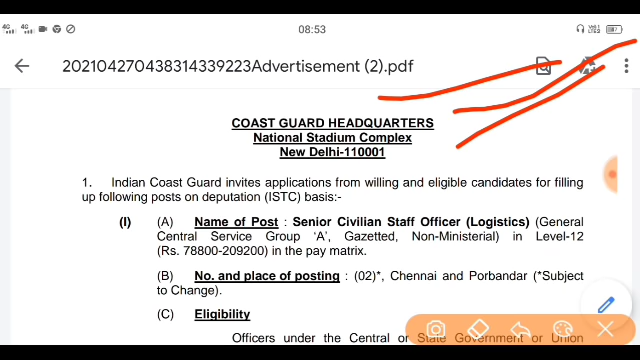 4G 4G 08:53
202104270438314339223Advertisement (2).pdf
COAST GUARD HEADQUARTERS
National Stadium Complex
New Delhi-110001
1. Indian Coast Guard invites applications from willing and eligible candidates for filling
up following posts on deputation (ISTC) basis:-
(I) (A) Name of Post : Senior Civilian Staff Officer (Logistics) (General
Central Service Group ‘A’, Gazetted, Non-Ministerial) in Level-12
(Rs. 78800-209200) in the pay matrix.
(B) No. and place of posting : (02)*, Chennai and Porbandar (*Subject
to Change).
(C) Eligibility
Officers under the Central or State Government or Union